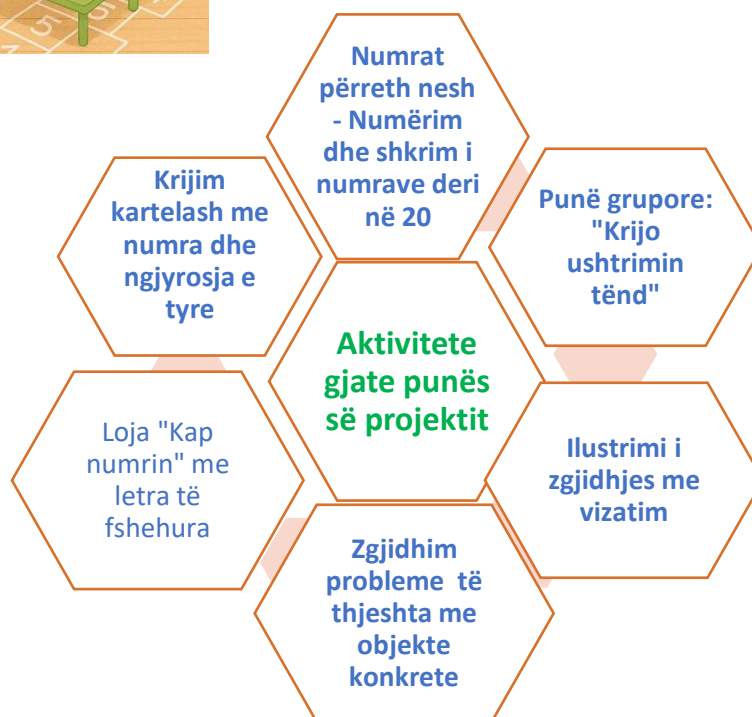 Numrat
përreth nesh
- Numërim
dhe shkrim i
numrave deri
në 20
Punë grupore:
"Krijo
ushtrimin
tënd"
Krijim
kartelash me
numra dhe
ngjyrosja e
tyre
Aktivitete
gjate punës
së projektit
Ilustrimi i
zgjidhjes me
vizatim
Loja "Kap
numrin" me
letra të
fshehura
Zgjidhim
probleme të
thjeshta me
objekte
konkrete